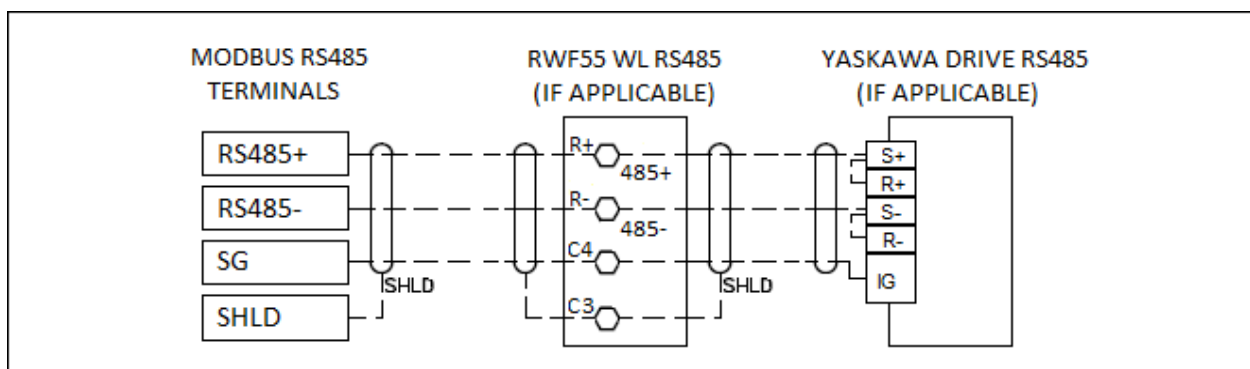 MODBUS RS485
TERMINALS
RWF55 WL RS485
(IF APPLICABLE)
YASKAWA DRIVE RS485
(IF APPLICABLE)
RS485+
RS485-
SG
SHLD
SHLD
R+
485+
R-
485-
C4
C3
SHLD
S+
R+
S-
R-
IG